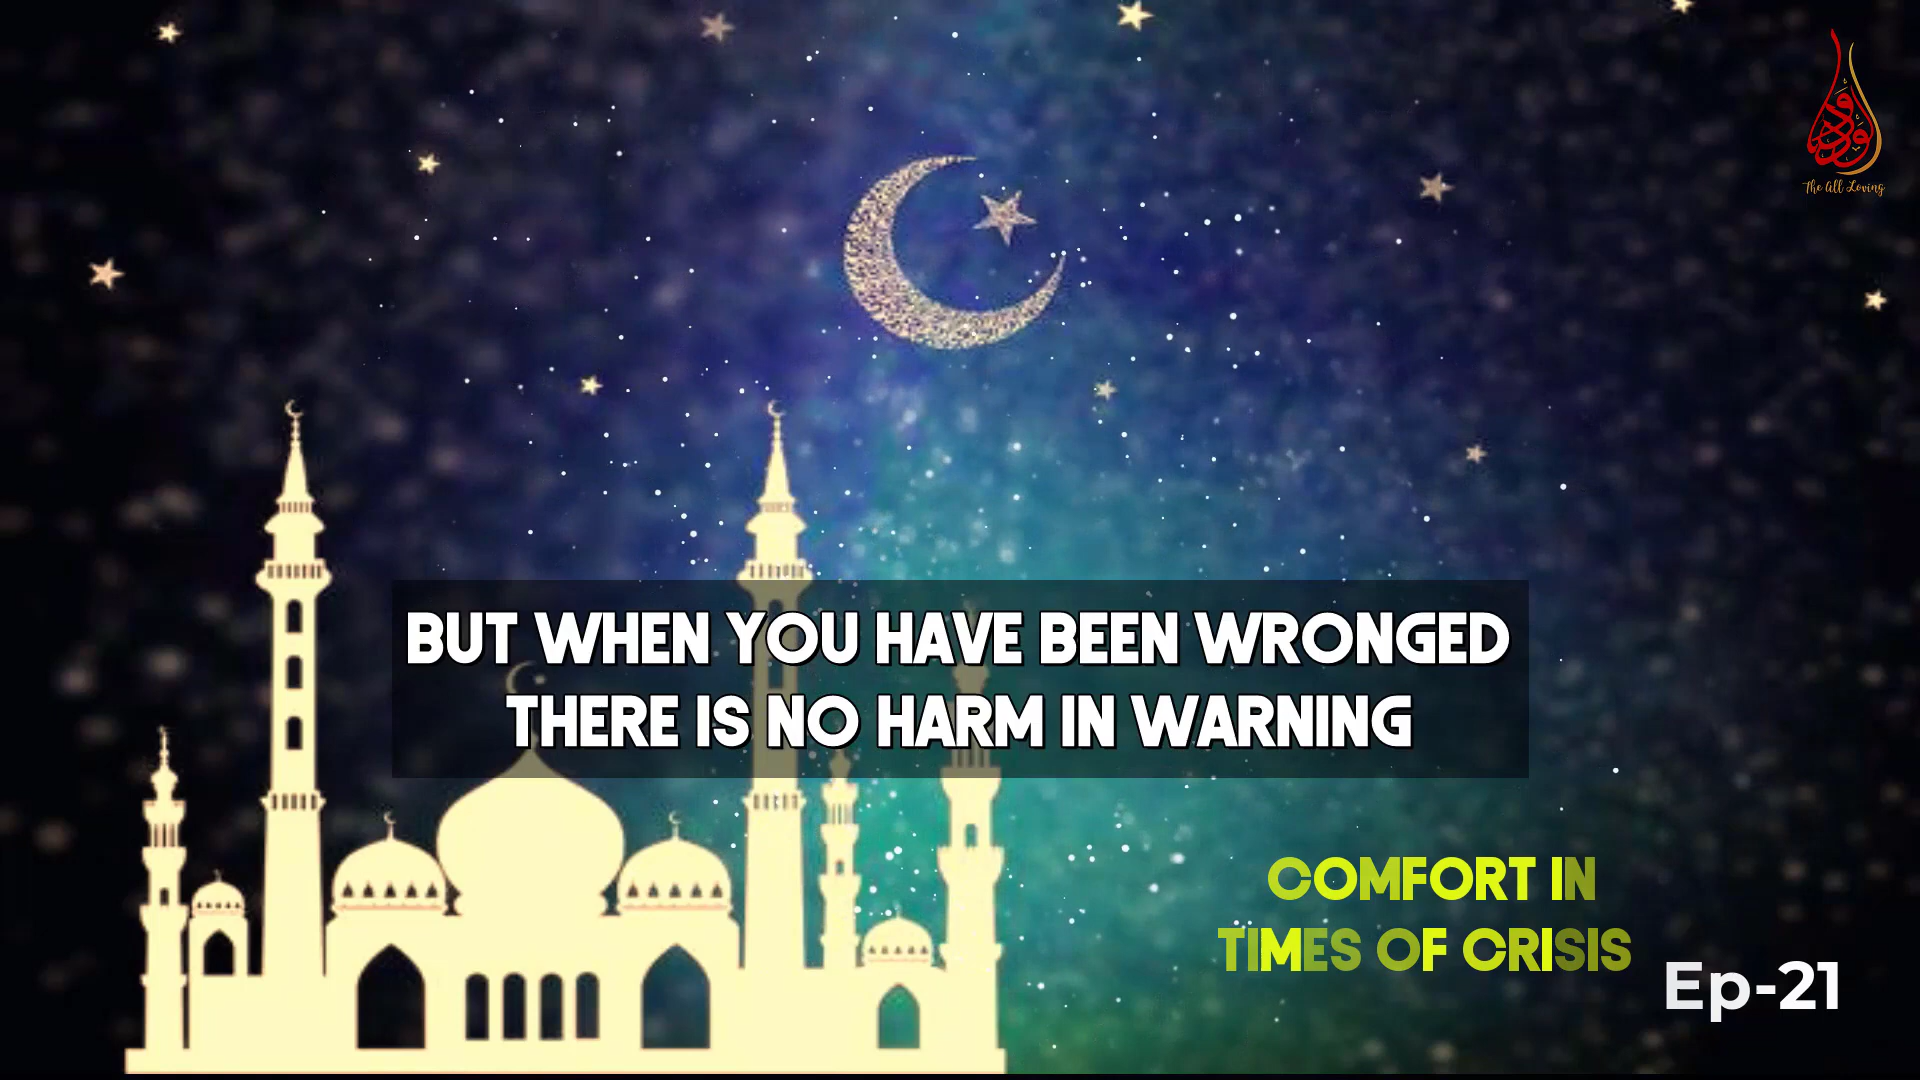 الودود
The All Loving
BUT WHEN YOU HAVE BEEN WRONGED
THERE IS NO HARM IN WARNING
COMFORT IN
TIMES OF CRISIS
Ep-21